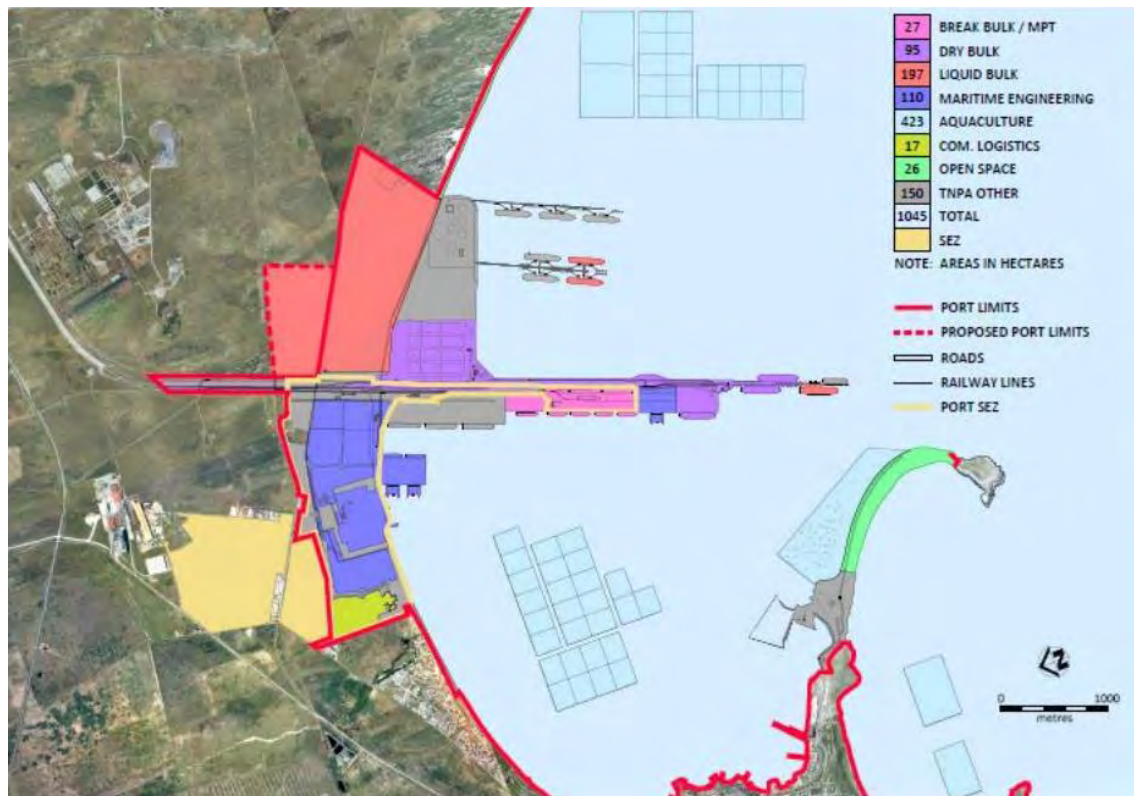 27 BREAK BULK / MPT
95 DRY BULK
197 LIQUID BULK
110 MARITIME ENGINEERING
423 AQUACULTURE
17 COM. LOGISTICS
26 OPEN SPACE
150 TNPA OTHER
1045 TOTAL
SEZ
NOTE: AREAS IN HECTARES
PORT LIMITS
PROPOSED PORT LIMITS
ROADS
RAILWAY LINES
PORT SEZ
Z
0 1000
metres